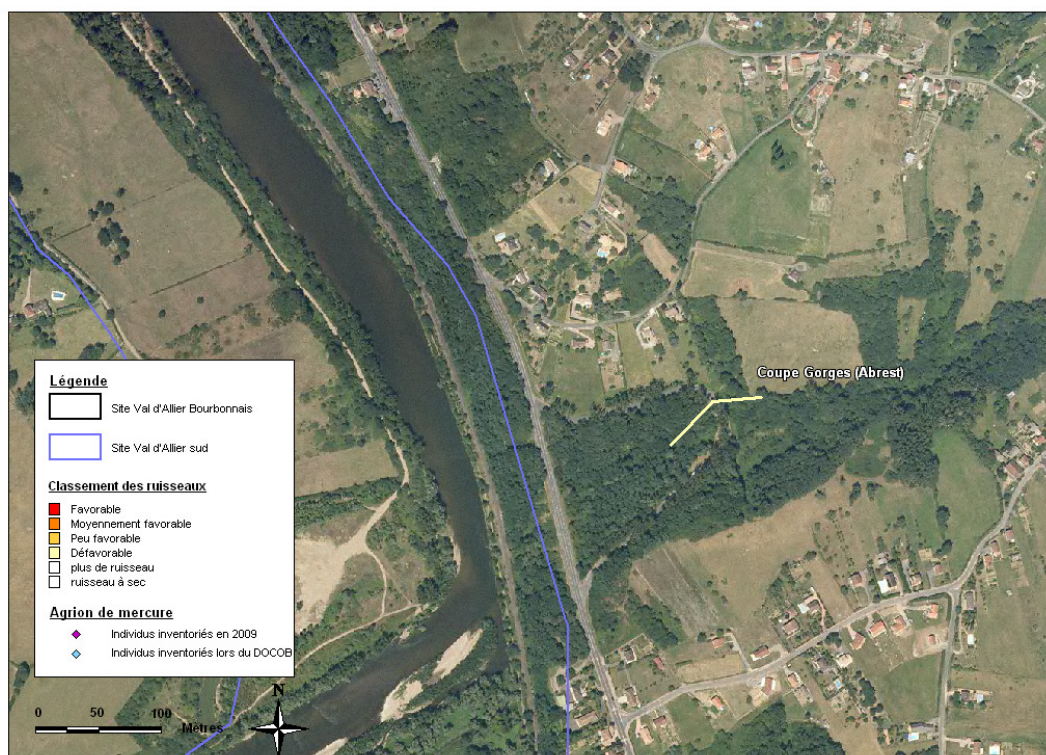 Coupe Gorges (Abrest)
Légende
Site Val d'Allier Bourbonnais
Site Val d'Allier sud
Classement des ruisseaux
Favorable
Moyennement favorable
Peu favorable
Défavorable
plus de ruisseau
ruisseau à sec
Agrion de mercure
Individus inventoriés en 2009
Individus inventoriés lors du DOCOB
N
0 50 100
Mètres